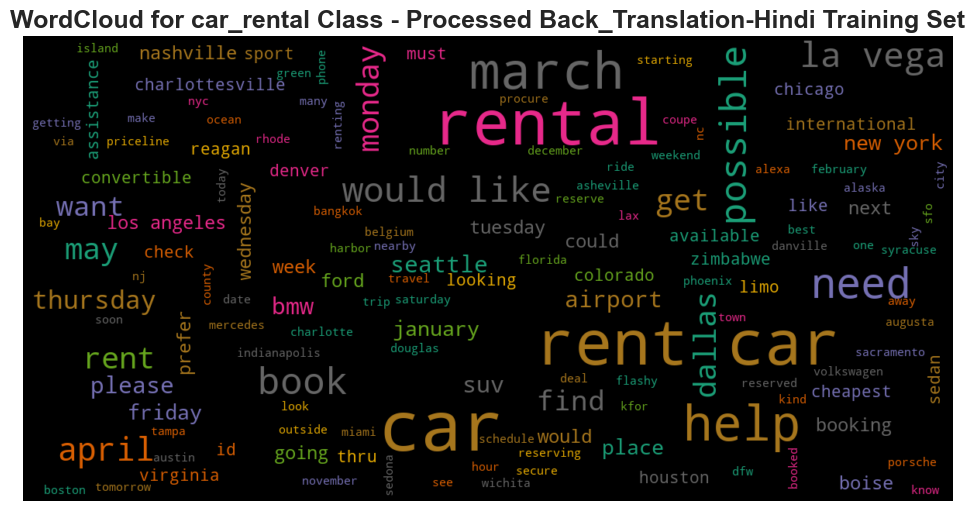 WordCloud for car_rental Class - Processed Back_Translation-Hindi Training Set
island
nashville sport
monday
must
march
starting
possible
la vega
assistance
green
phone
charlottesville
chicago
nyc
many
procure
rental
coupe
getting
make
ocean
renting
nc
international
via
priceline
reagan
rhode
number
december
weekend
new york
convertible
today
denver
ride
alexa
february
city
would like
asheville
reserve
alaska
want
wednesday
bangkok
get
like
next
sfo
bay
los angeles
tuesday
lax
best
sky
may
check
belgium
could
available
danville
one
syracuse
harbor
nearby
florida
zimbabwe
nj
county
week
seattle
ford
travel
looking
colorado
phoenix
limo
need
away
thursday
date
bmw
trip
saturday
airport
dallas
town
augusta
soon
prefer
mercedes
charlotte
january
rent car
douglas
rent
indianapolis
sacramento
please
book
suv
deal
flashy
reserved
volkswagen
sedan
find
kind
cheapest
friday
look
car
kfor
help
tampa
outside
miami
schedule
would
booking
april
austin
id
going
thru
reserving
place
virginia
sedona
hour
secure
dfw
booked
porsche
boston
tomorrow
november
see
wichita
houston
boise
know